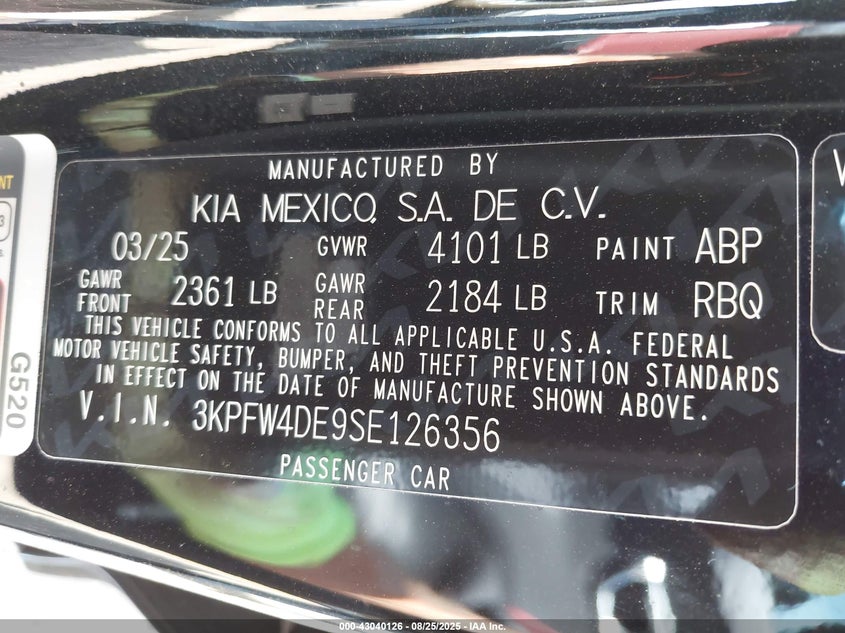 MANUFACTURED BY
KIA MEXICO, S.A. DE C.V.
03/25 GVWR 4101 LB PAINT ABP
GAWR FRONT 2361 LB GAWR REAR 2184 LB TRIM RBQ
THIS VEHICLE CONFORMS TO ALL APPLICABLE U.S.A. FEDERAL
MOTOR VEHICLE SAFETY, BUMPER, AND THEFT PREVENTION STANDARDS
IN EFFECT ON THE DATE OF MANUFACTURE SHOWN ABOVE.
V.I.N. 3KPFW4DE9SE126356
PASSENGER CAR
G520
000-43040126 - 08/25/2025 - IAA Inc.